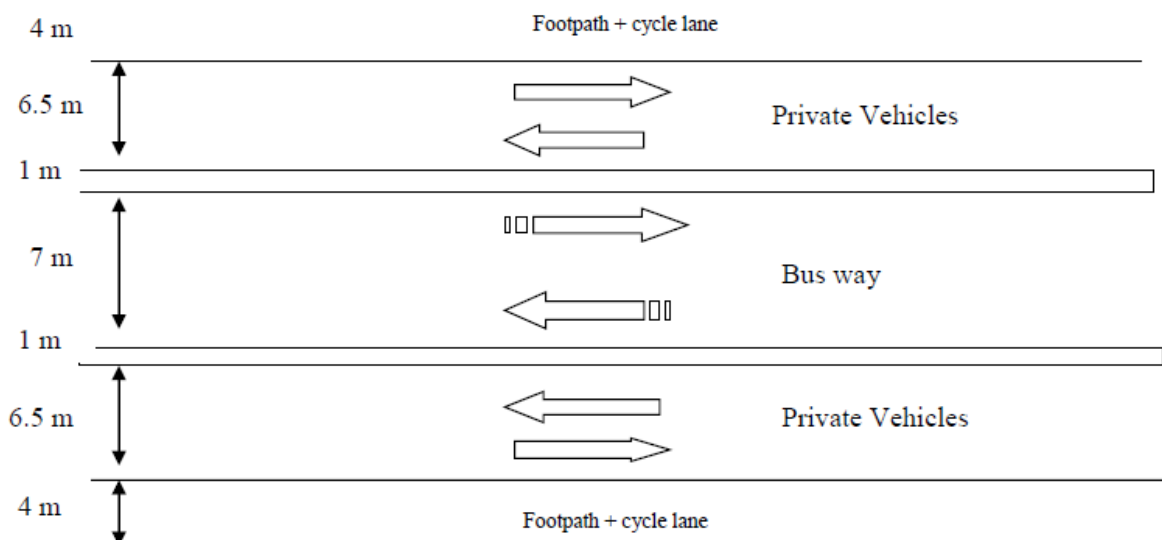 4 m
Footpath + cycle lane
6.5 m
Private Vehicles
1 m
7 m
Bus way
1 m
6.5 m
Private Vehicles
4 m
Footpath + cycle lane